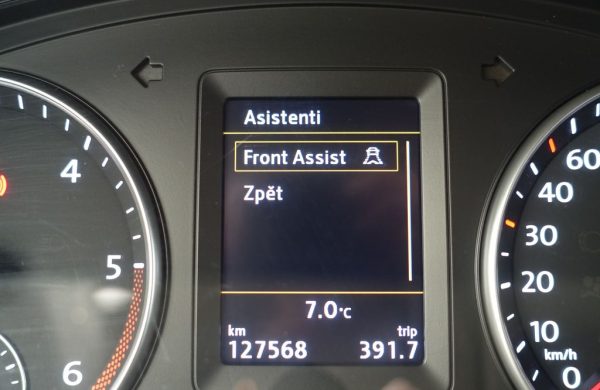 Asistenti
Front Assist
Zpět
7.0°C
km trip
127568 391.7
4
5
6
60
40
30
20
10
km/h
0